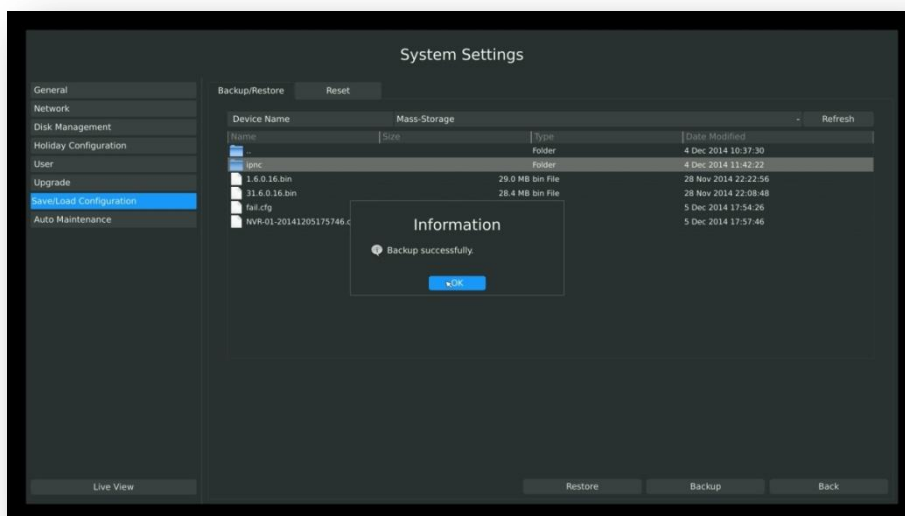 System Settings
General
Network
Disk Management
Holiday Configuration
User
Upgrade
Save/Load Configuration
Auto Maintenance
Live View
Backup/Restore Reset
Device Name Mass-Storage Refresh
Name Size Type Date Modified
.. Folder 4 Dec 2014 10:37:30
ipnc Folder 4 Dec 2014 11:42:22
1.6.0.16.bin 29.0 MB bin File 28 Nov 2014 22:22:56
31.6.0.16.bin 28.4 MB bin File 28 Nov 2014 22:08:48
fail.cfg 5 Dec 2014 17:54:26
NVR-01-20141205175746.c 5 Dec 2014 17:57:46
Information
Backup successfully.
OK
Restore Backup Back